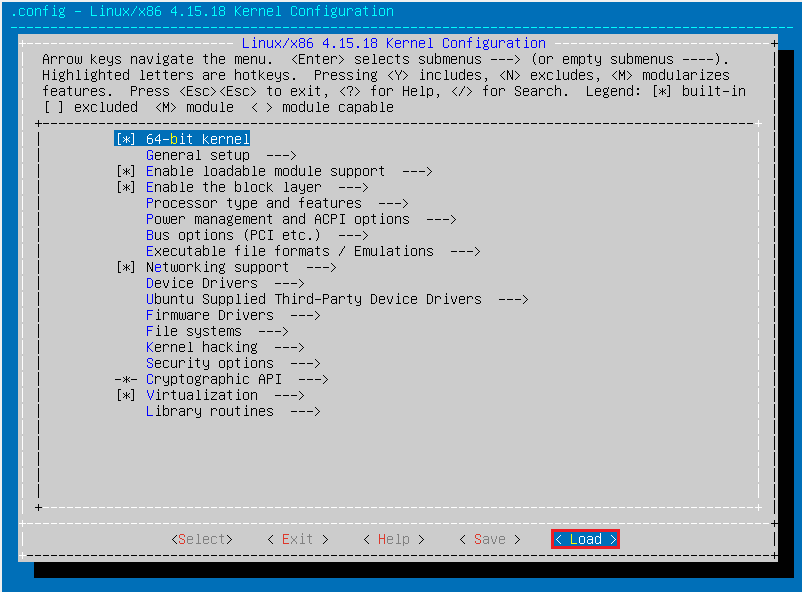 .config - Linux/x86 4.15.18 Kernel Configuration
Linux/x86 4.15.18 Kernel Configuration
Arrow keys navigate the menu.  <Enter> selects submenus ---> (or empty submenus ----).
Highlighted letters are hotkeys.  Pressing <Y> includes, <N> excludes, <M> modularizes
features.  Press <Esc><Esc> to exit, <?> for Help, </> for Search.  Legend: [*] built-in
[ ] excluded  <M> module  < > module capable
[*] 64-bit kernel
General setup  --->
[*] Enable loadable module support  --->
[*] Enable the block layer  --->
Processor type and features  --->
Power management and ACPI options  --->
Bus options (PCI etc.)  --->
Executable file formats / Emulations  --->
[*] Networking support  --->
Device Drivers  --->
Ubuntu Supplied Third-Party Device Drivers  --->
Firmware Drivers  --->
File systems  --->
Kernel hacking  --->
Security options  --->
-*- Cryptographic API  --->
[*] Virtualization  --->
Library routines  --->
<Select>    < Exit >    < Help >    < Save >    < Load >